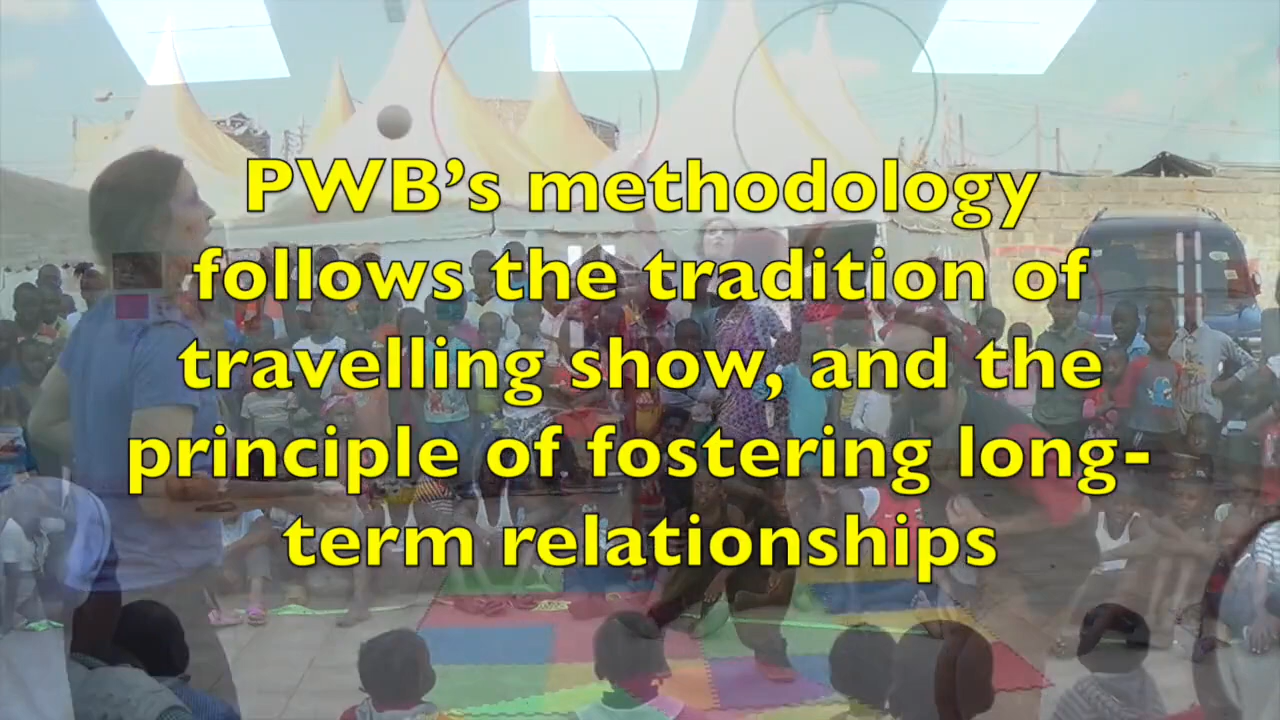 PWB’s methodology
follows the tradition of
travelling show, and the
principle of fostering long-
term relationships